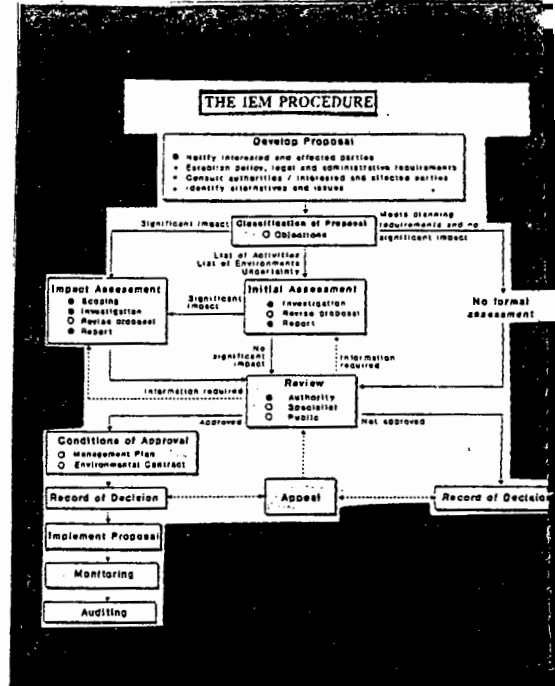 THE IEM PROCEDURE
Develop Proposal
Notify interested and affected parties
Establish policy, legal and administrative requirements
Consult authorities / interested and affected parties
Identify alternatives and issues
Significant impact
Classification of Proposal
Objections
Meets planning
requirements and no
significant impact
List of Activities
List of Environments
Uncertainty
Impact Assessment
Scoping
Investigation
Revise proposal
Report
Significant
impact
Initial Assessment
Investigation
Revise proposal
Report
No formal
assessment
No
significant
impact
Information
required
Information required
Review
Authority
Specialist
Public
Approved
Not approved
Conditions of Approval
Management Plan
Environmental Contract
Record of Decision
Appeal
Record of Decision
Implement Proposal
Monitoring
Auditing